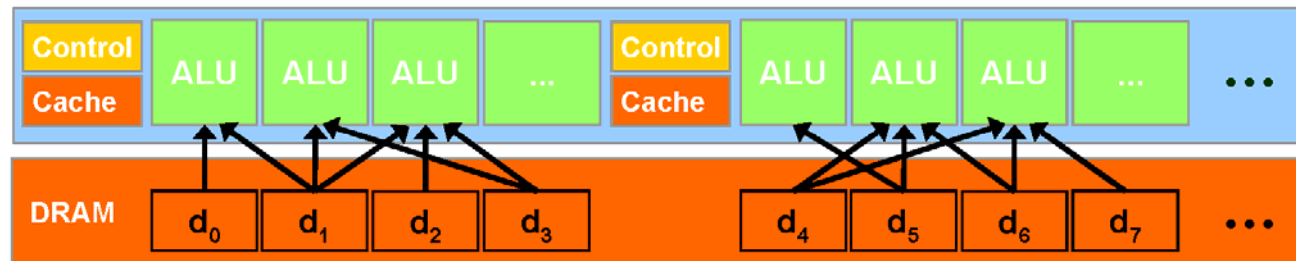 Control ALU ALU ALU ... Control ALU ALU ALU ... ...
Cache Cache
DRAM d0 d1 d2 d3 d4 d5 d6 d7 ...